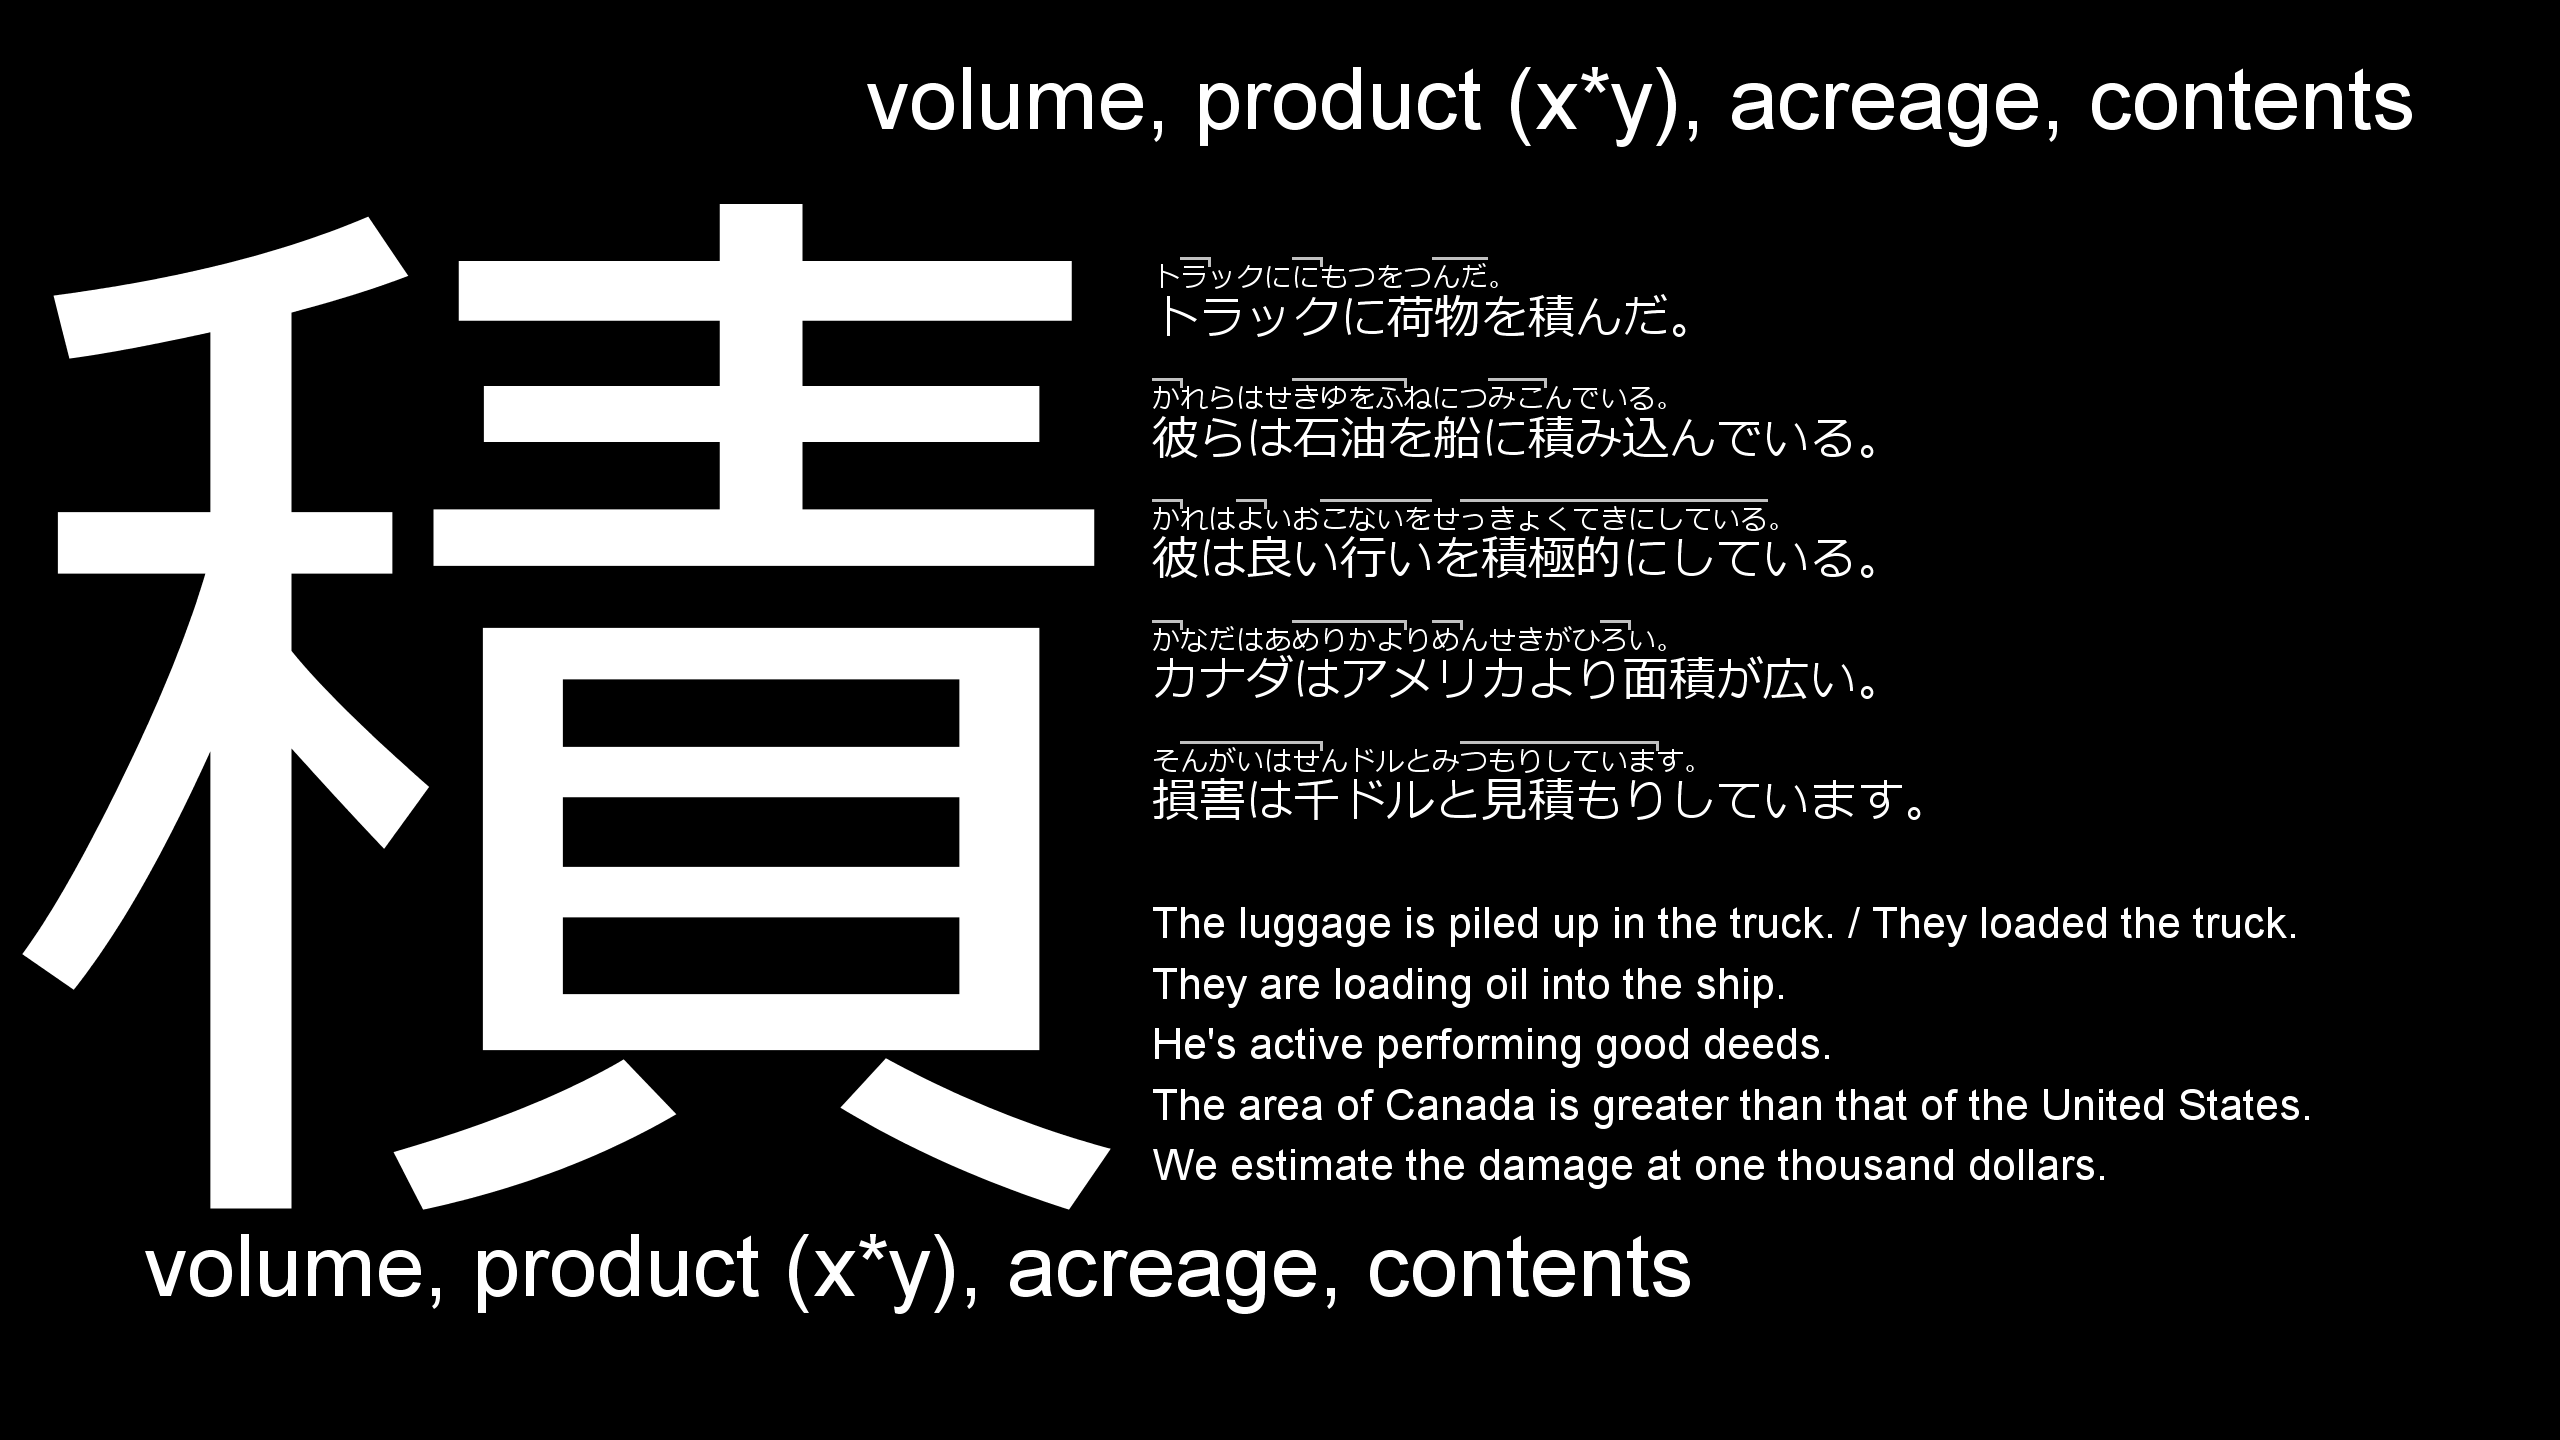 volume, product (x*y), acreage, contents
積
トラックににもつをつんだ。
トラックに荷物を積んだ。
かれらはせきゆをふねにつみこんでいる。
彼らは石油を船に積み込んでいる。
かれはよいおこないをせっきょくてきにしている。
彼は良い行いを積極的にしている。
かなだはあめりかよりめんせきがひろい。
カナダはアメリカより面積が広い。
そんがいはせんドルとみつもりしています。
損害は千ドルと見積もりしています。
The luggage is piled up in the truck. / They loaded the truck.
They are loading oil into the ship.
He's active performing good deeds.
The area of Canada is greater than that of the United States.
We estimate the damage at one thousand dollars.
volume, product (x*y), acreage, contents